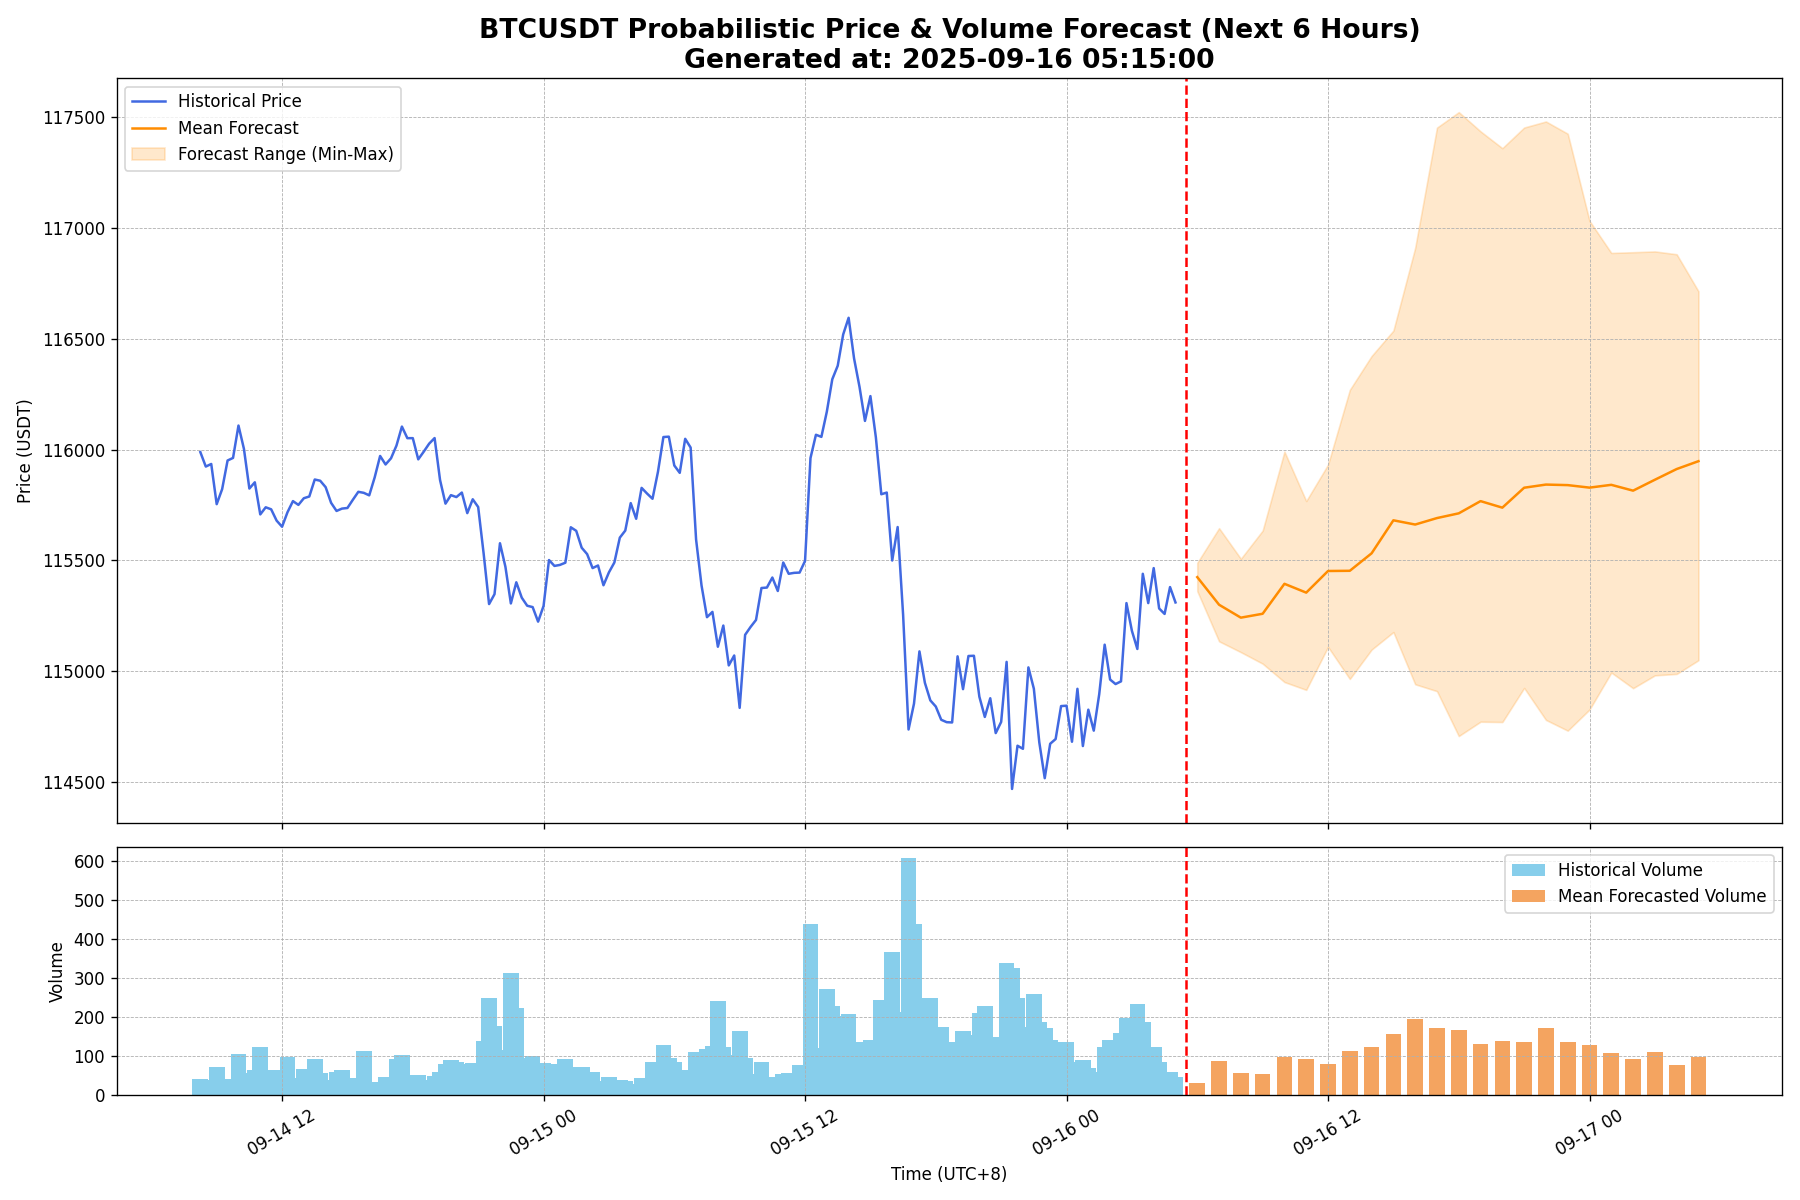 BTCUSDT Probabilistic Price & Volume Forecast (Next 6 Hours)
Generated at: 2025-09-16 05:15:00
Historical Price
Mean Forecast
Forecast Range (Min-Max)
Price (USDT)
117500
117000
116500
116000
115500
115000
114500
Historical Volume
Mean Forecasted Volume
Volume
600
500
400
300
200
100
0
09-14 12
09-15 00
09-15 12
09-16 00
09-16 12
09-17 00
Time (UTC+8)